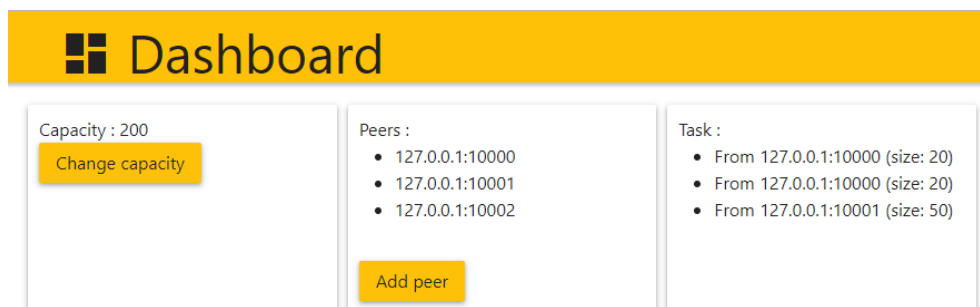 Dashboard
Capacity : 200
Change capacity
Peers :
127.0.0.1:10000
127.0.0.1:10001
127.0.0.1:10002
Add peer
Task :
From 127.0.0.1:10000 (size: 20)
From 127.0.0.1:10000 (size: 20)
From 127.0.0.1:10001 (size: 50)